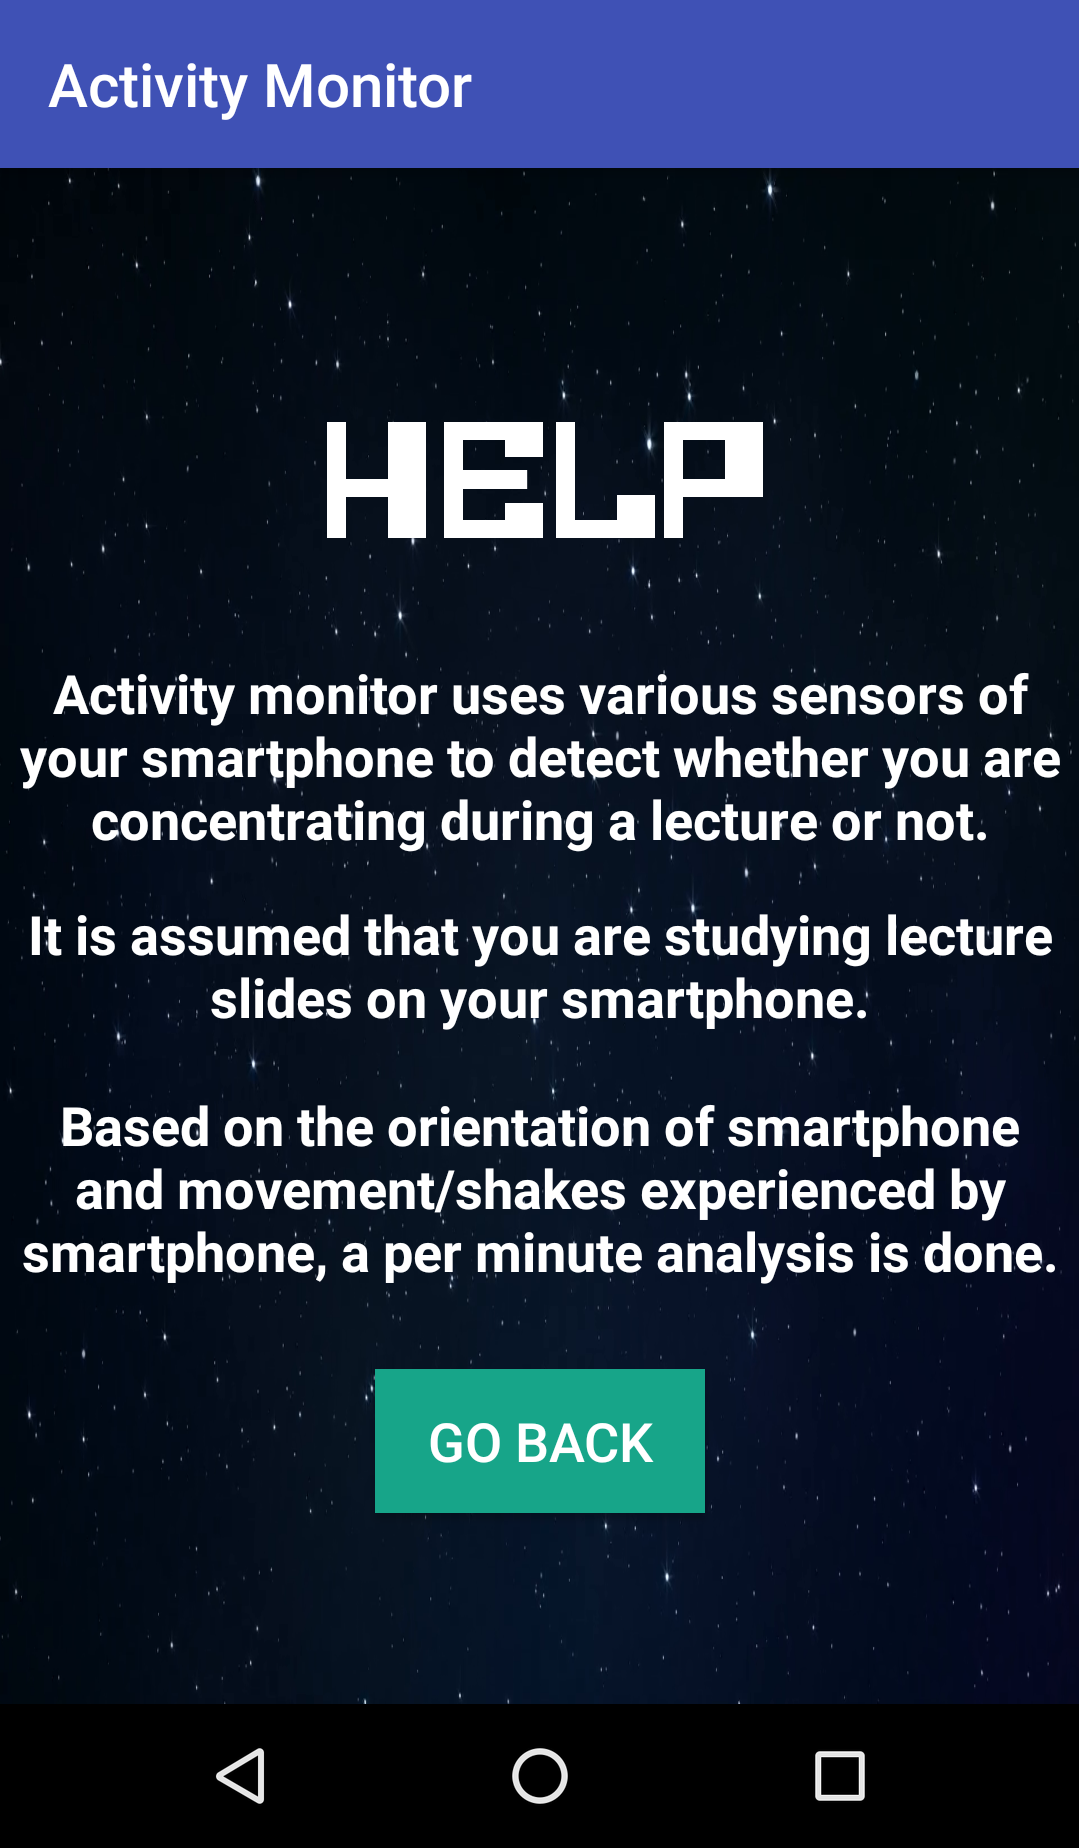 Activity Monitor
HELP
Activity monitor uses various sensors of
your smartphone to detect whether you are
concentrating during a lecture or not.
It is assumed that you are studying lecture
slides on your smartphone.
Based on the orientation of smartphone
and movement/shakes experienced by
smartphone, a per minute analysis is done.
GO BACK